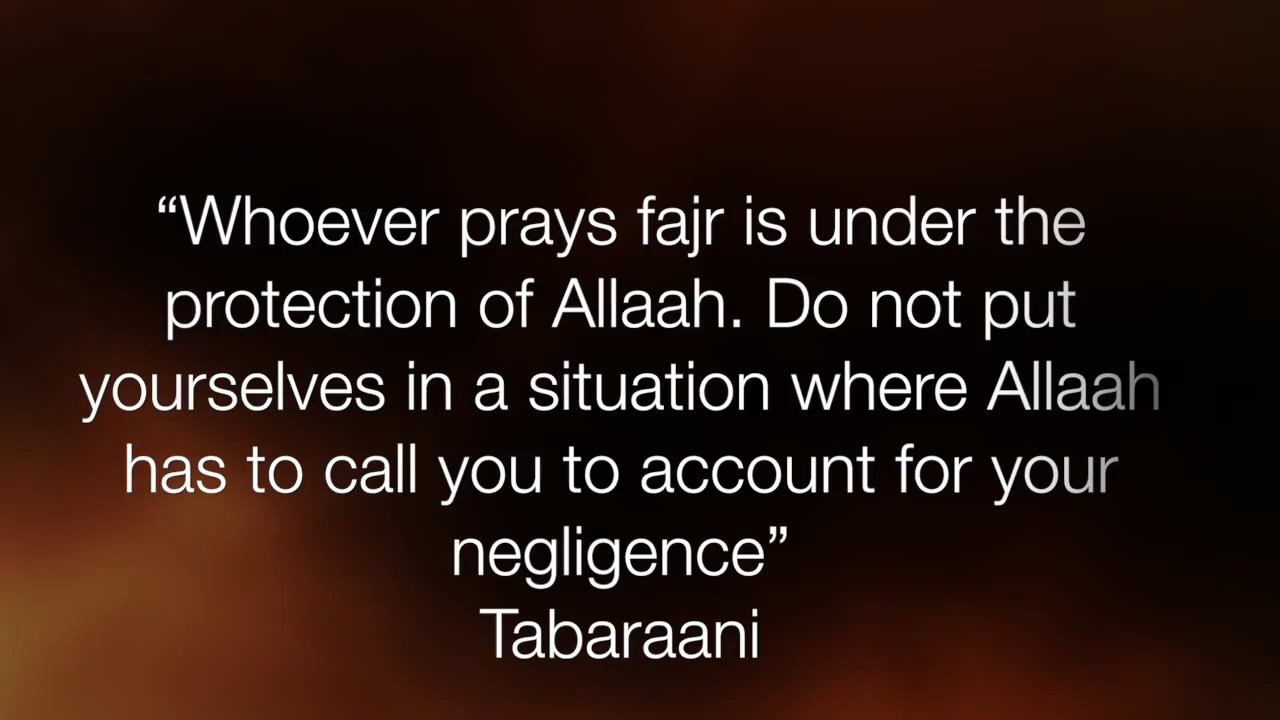 “Whoever prays fajr is under the
protection of Allaah. Do not put
yourselves in a situation where Allaah
has to call you to account for your
negligence”
Tabaraani